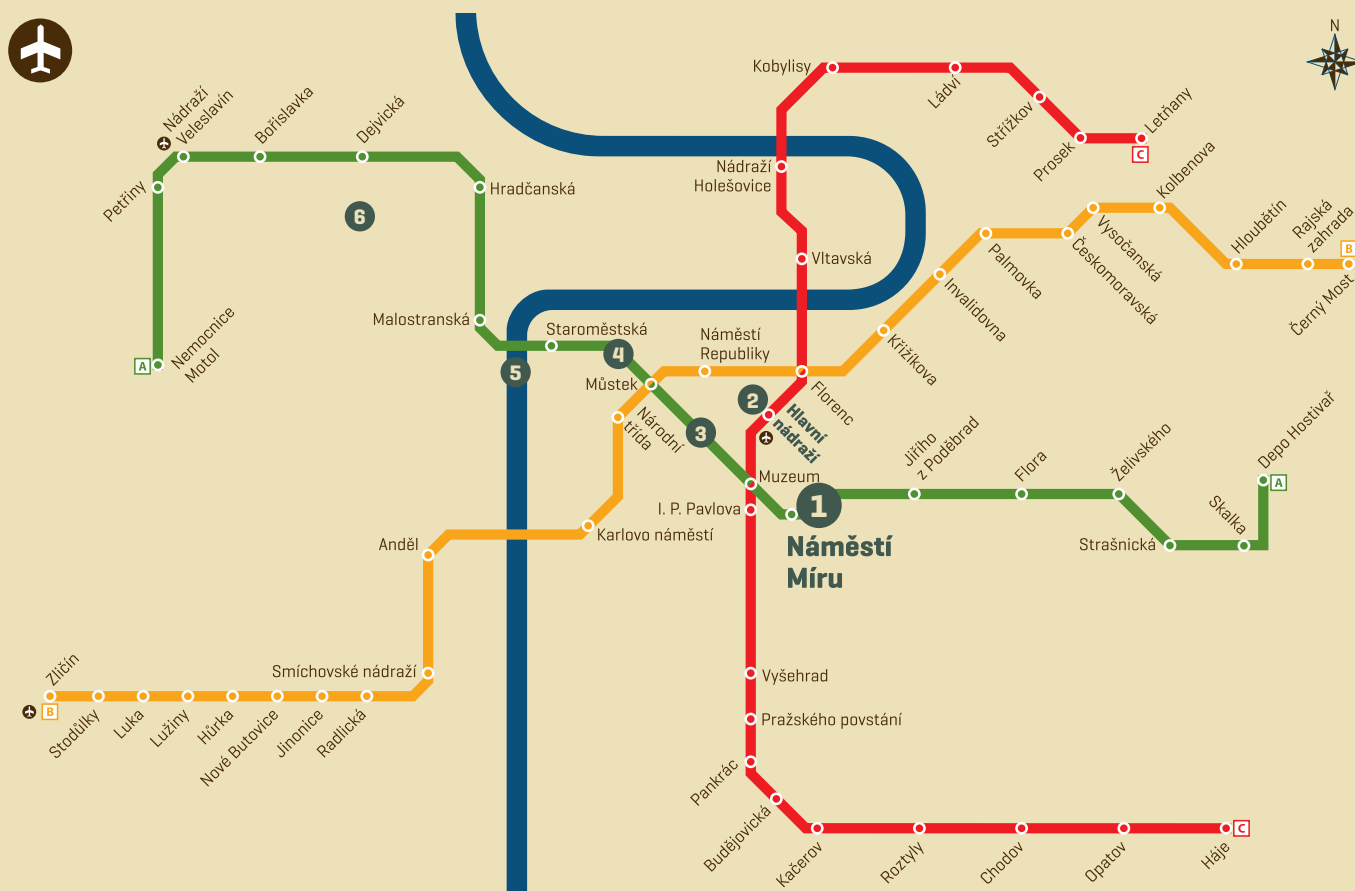 N
Kobylisy
Ládví
Střížkov
Prosek
Letňany
C
Nádraží
Veleslavín
Bořislavka
Dejvická
Petřiny
Hradčanská
6
Nádraží
Holešovice
Kolbenova
Vysočanská
Českomoravská
Palmovka
Invalidovna
Křižíkova
Hloubětín
Rajská
zahrada
B
Černý Most
Vltavská
Malostranská
Staroměstská
Nemocnice
Motol
A
5
4
Náměstí
Republiky
Můstek
Národní
třída
2
Florenc
Hlavní
nádraží
3
Muzeum
I. P. Pavlova
1
Náměstí
Míru
Jiřího
z Poděbrad
Flora
Želivského
Strašnická
Skalka
Depo Hostivař
A
Karlovo náměstí
Anděl
Smíchovské nádraží
Zličín
B
Stodůlky
Luka
Lužiny
Hůrka
Nové Butovice
Jinonice
Radlická
Vyšehrad
Pražského povstání
Pankrác
Budějovická
Kačerov
Roztyly
Chodov
Opatov
Háje
C